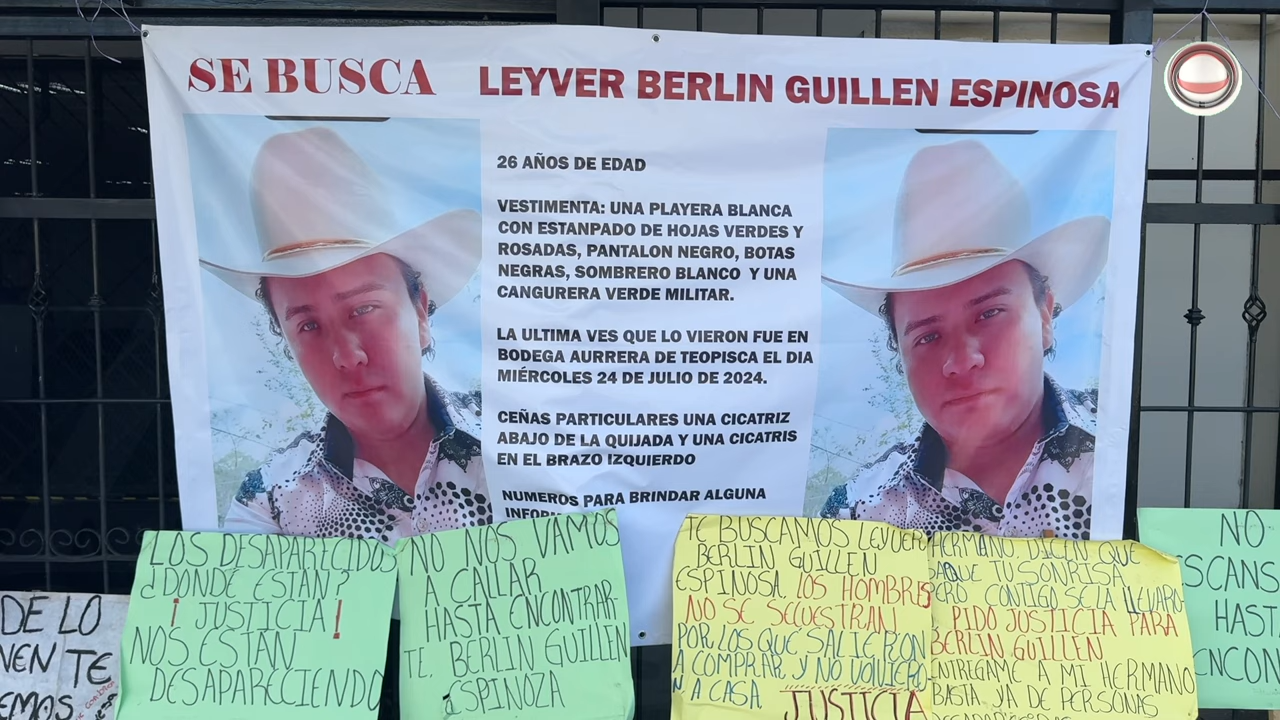 SE BUSCA
LEYVER BERLIN GUILLEN ESPINOSA
26 AÑOS DE EDAD
VESTIMENTA: UNA PLAYERA BLANCA
CON ESTANPADO DE HOJAS VERDES Y
ROSADAS, PANTALON NEGRO, BOTAS
NEGRAS, SOMBRERO BLANCO Y UNA
CANGURERA VERDE MILITAR.
LA ULTIMA VES QUE LO VIERON FUE EN
BODEGA AURRERA DE TEOPISCA EL DIA
MIÉRCOLES 24 DE JULIO DE 2024.
CEÑAS PARTICULARES UNA CICATRIZ
ABAJO DE LA QUIJADA Y UNA CICATRIS
EN EL BRAZO IZQUIERDO
NUMEROS PARA BRINDAR ALGUNA
DE LO
TE
EMOS
LOS DESAPARECIDOS
¿DONDE ESTAN?
¡JUSTICIA!
NOS ESTAN
DESAPARECIENDO
NO NOS VAMOS
A CALLAR
HASTA ENCONTRAR-
TE, BERLIN GUILLEN
ESPINOZA
TE BUSCAMOS LEYVER
BERLIN GUILLEN
ESPINOSA LOS HOMBRES
NO SE SECUESTRAN
POR LOS QUE SALIERON
A COMPRAR Y NO VOLVIERON
A CASA
JUSTICIA
HERMANO DICEN QUE
TU SONRISA
CONTIGO SE LA LLEVARO
PIDO JUSTICIA PARA
BERLIN GUILLEN
ENTREGAME A MI HERMANO
BASTA YA DE PERSONAS
NO
SCANS
HAST
NCON